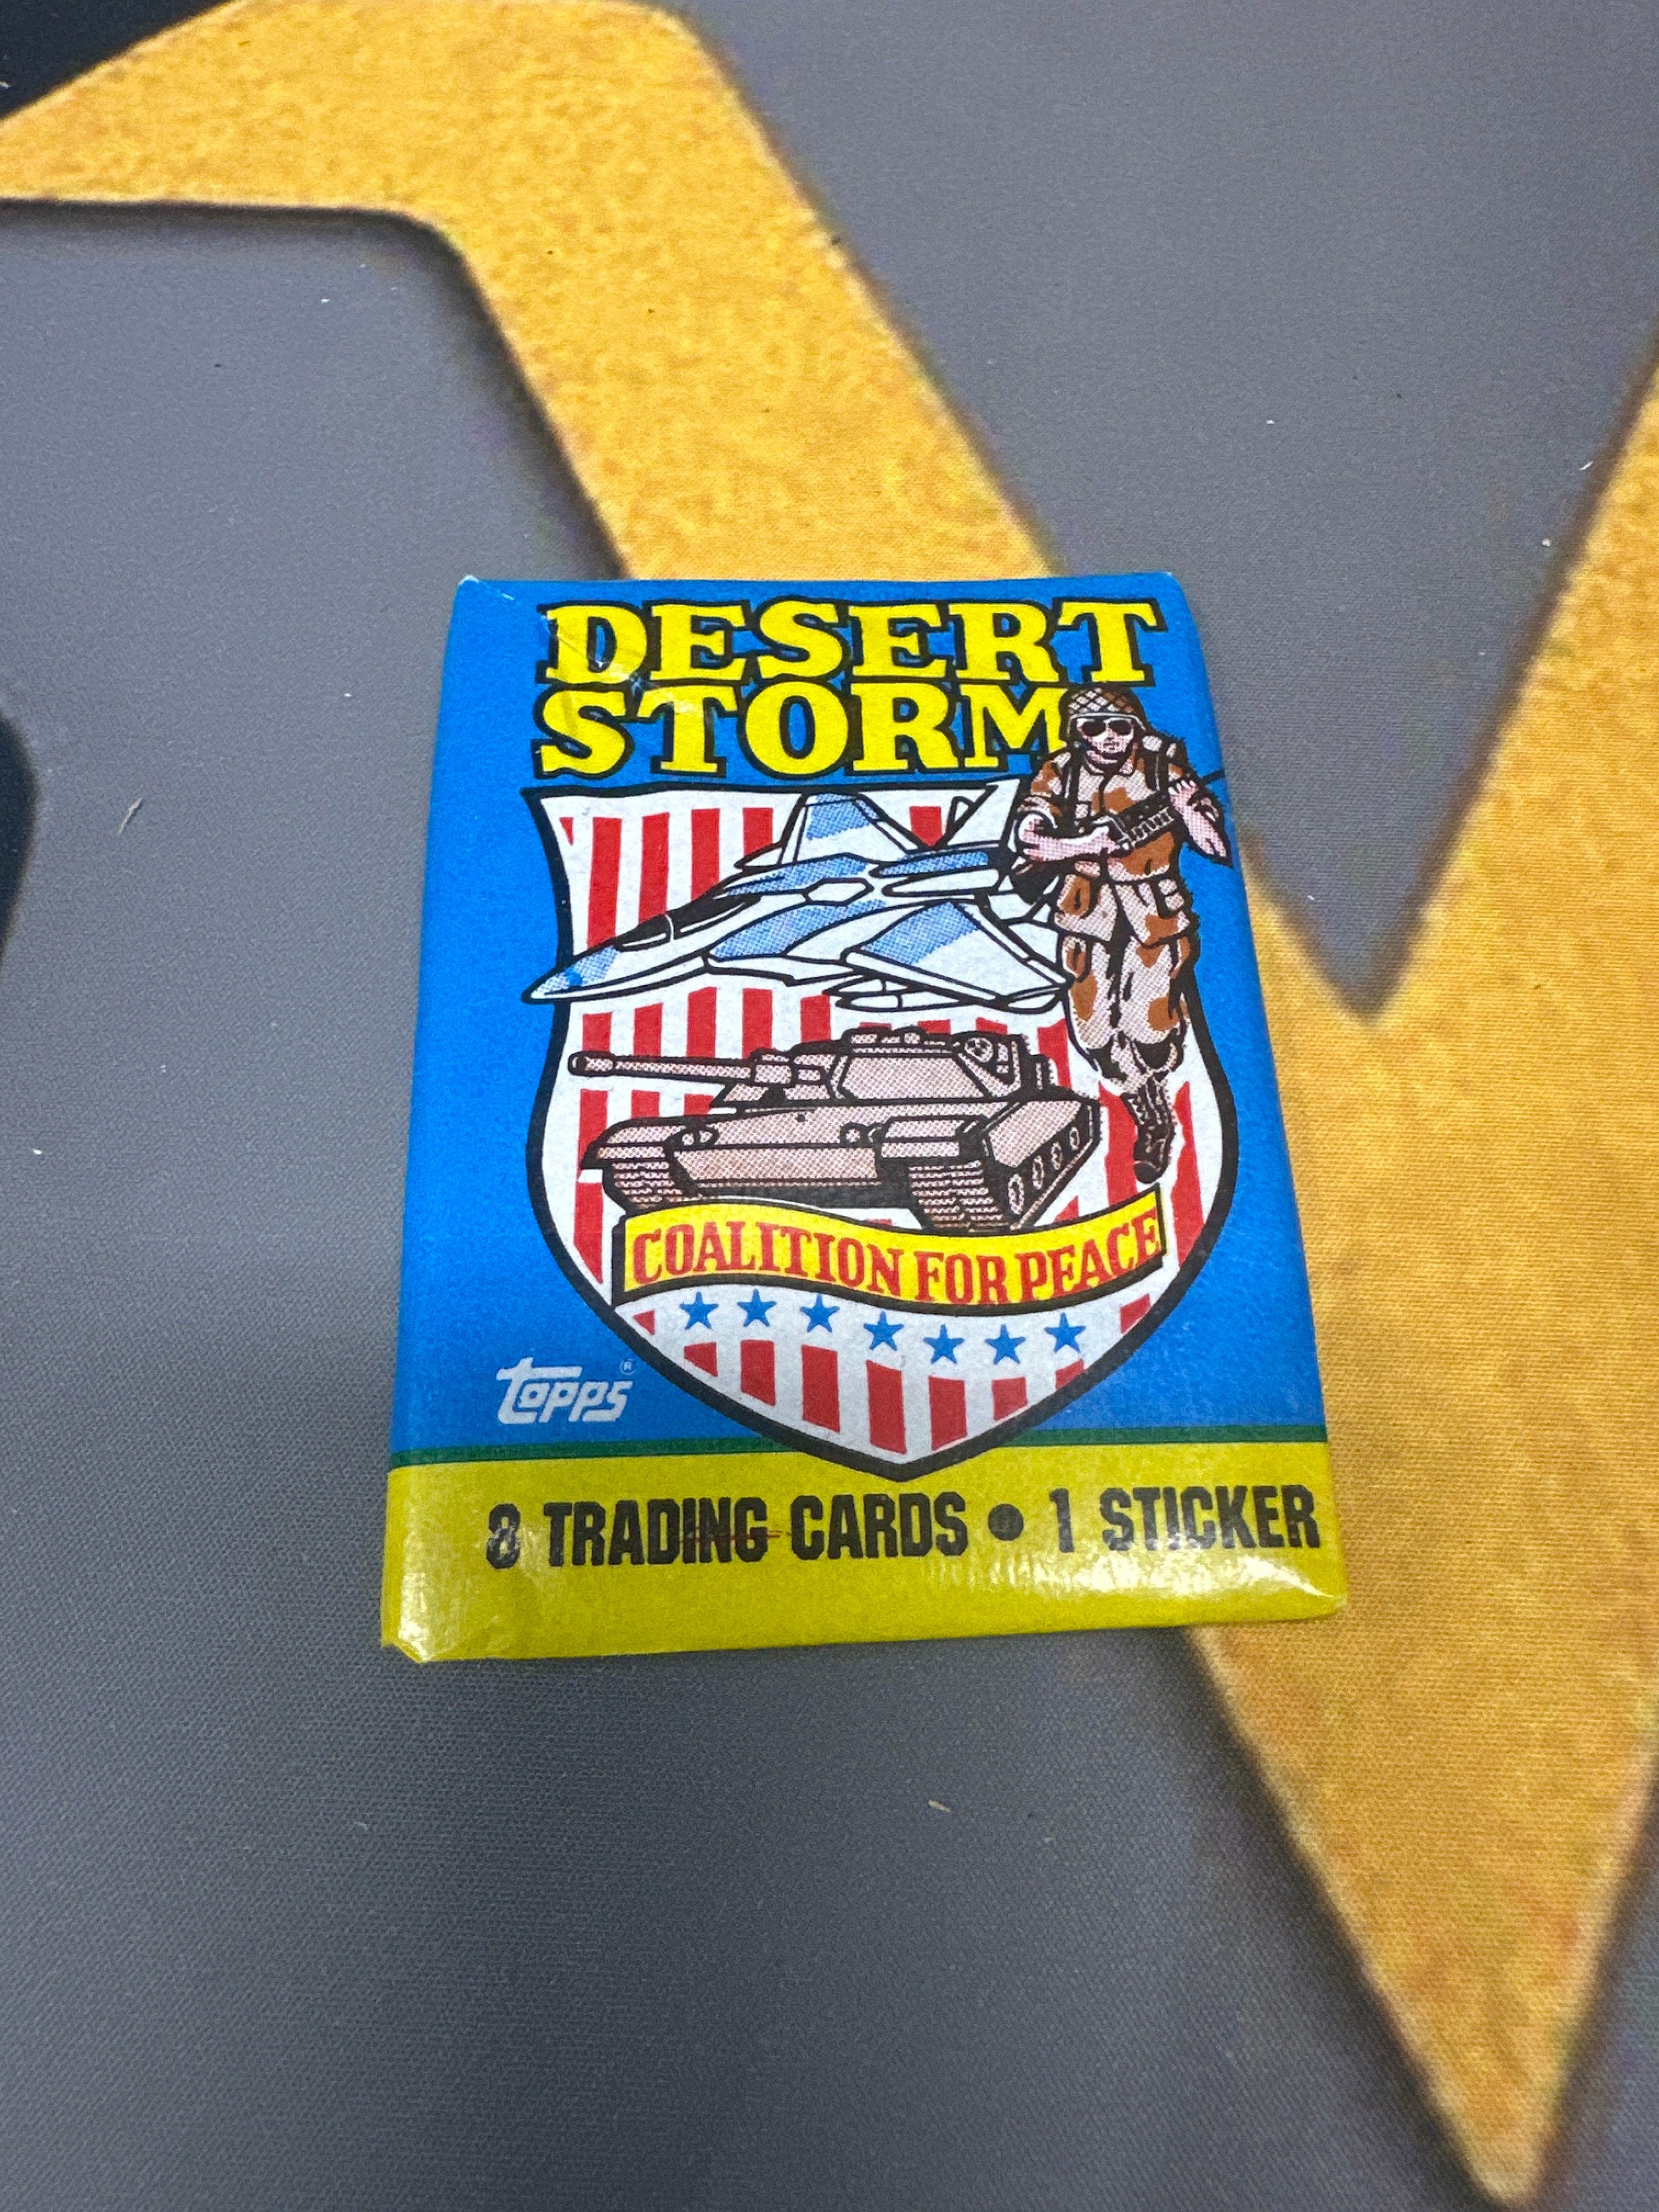 DESERT
STORM
COALITION FOR PEACE
TOPPS®
8 TRADING CARDS • 1 STICKER